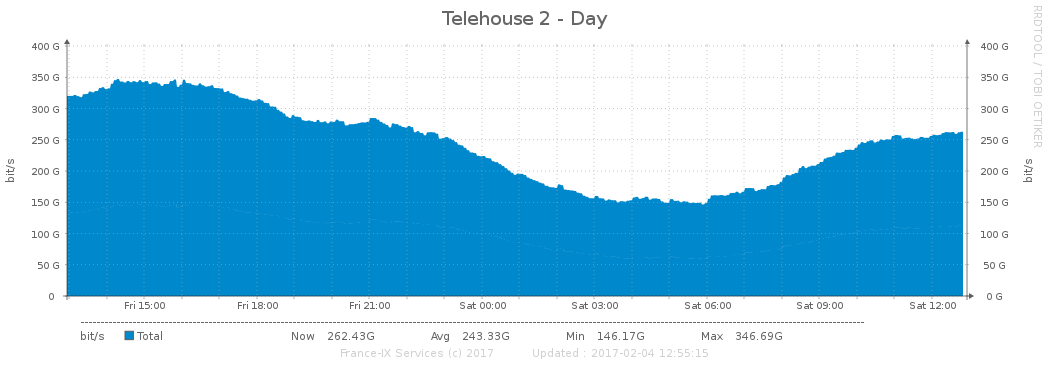 Telehouse 2 - Day
RRDTOOL / TOBI OETIKER
400 G 400 G
350 G 350 G
300 G 300 G
250 G 250 G
200 G 200 G
150 G 150 G
100 G 100 G
50 G 50 G
0 0 G
bit/s bit/s
Fri 15:00 Fri 18:00 Fri 21:00 Sat 00:00 Sat 03:00 Sat 06:00 Sat 09:00 Sat 12:00
bit/s Total Now 262.43G Avg 243.33G Min 146.17G Max 346.69G
France-IX Services (c) 2017 Updated : 2017-02-04 12:55:15